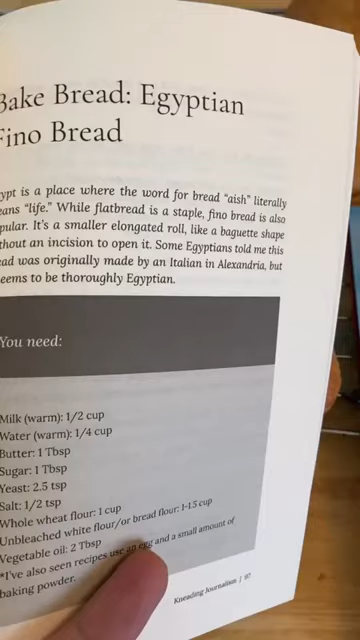 Bake Bread: Egyptian
Fino Bread
ypt is a place where the word for bread "aish" literally
eans "life." While flatbread is a staple, fino bread is also
pular. It's a smaller elongated roll, like a baguette shape
thout an incision to open it. Some Egyptians told me this
ead was originally made by an Italian in Alexandria, but
eems to be thoroughly Egyptian.
You need:
Milk (warm): 1/2 cup
Water (warm): 1/4 cup
Butter: 1 Tbsp
Sugar: 1 Tbsp
Yeast: 2.5 tsp
Salt: 1/2 tsp
Whole wheat flour: 1 cup
Unbleached white flour/or bread flour: 1-1.5 cup
Vegetable oil: 2 Tbsp
*I've also seen recipes use an egg and a small amount of
baking powder.
Kneading Journalism | 97